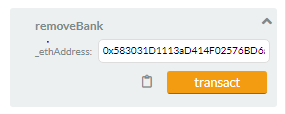 removeBank
_ethAddress: 0x583031D1113aD414F02576BD6
transact